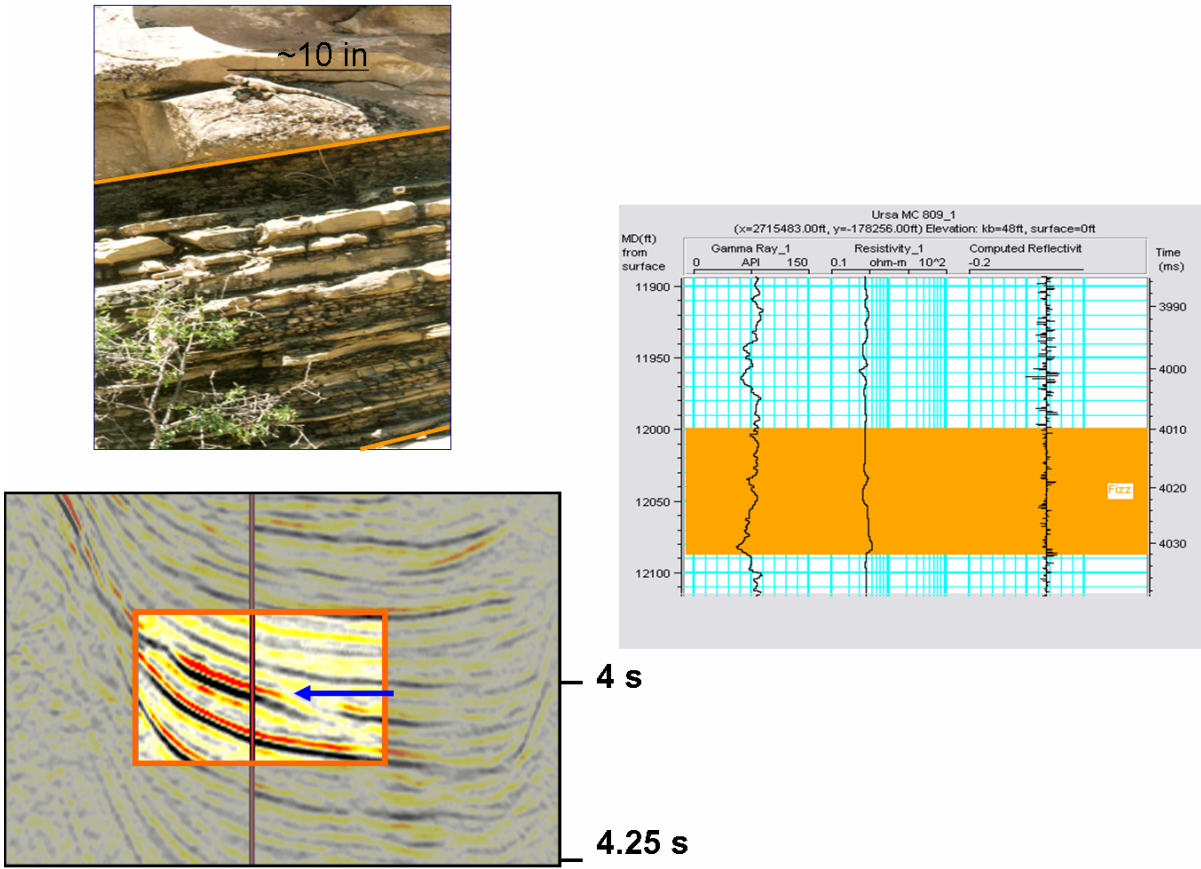 ~10 in
Ursa MC 809_1
(x=2715483.00ft, y=-178256.00ft) Elevation: kb=48ft, surface=0ft
MD(ft)
from
surface
Gamma Ray_1
0 API 150
Resistivity_1
0.1 ohm-m 10^2
Computed Reflectivit
-0.2
Time
(ms)
11900
11950
12000
12050
12100
3990
4000
4010
4020
4030
Fizz
4 s
4.25 s